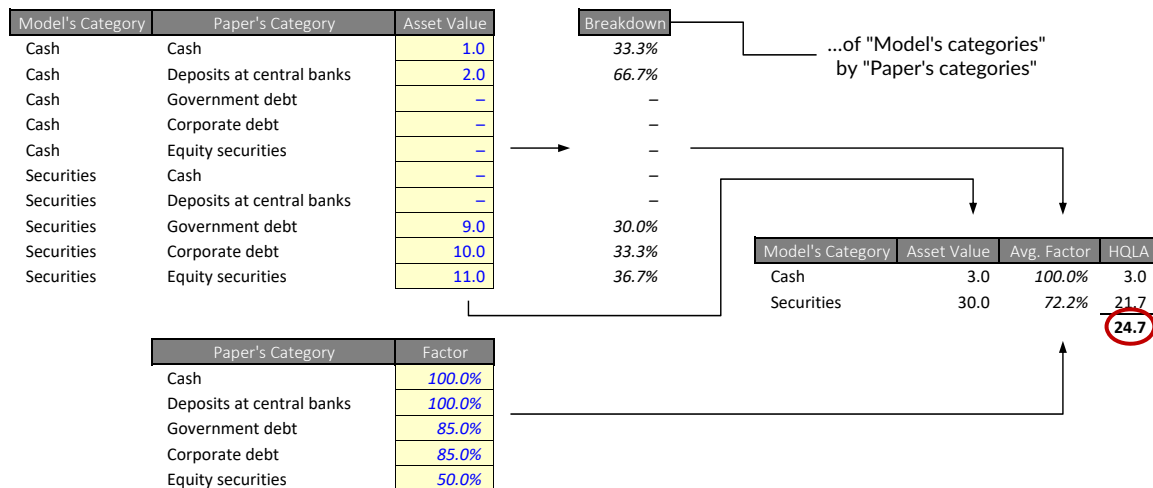 Model's Category Paper's Category Asset Value Breakdown
Cash Cash 1.0 33.3%
...of "Model's categories"
by "Paper's categories"
Cash Deposits at central banks 2.0 66.7%
Cash Government debt – –
Cash Corporate debt – –
Cash Equity securities – –
Securities Cash – –
Securities Deposits at central banks – –
Securities Government debt 9.0 30.0%
Securities Corporate debt 10.0 33.3%
Securities Equity securities 11.0 36.7%
Model's Category Asset Value Avg. Factor HQLA
Cash 3.0 100.0% 3.0
Securities 30.0 72.2% 21.7
24.7
Paper's Category Factor
Cash 100.0%
Deposits at central banks 100.0%
Government debt 85.0%
Corporate debt 85.0%
Equity securities 50.0%